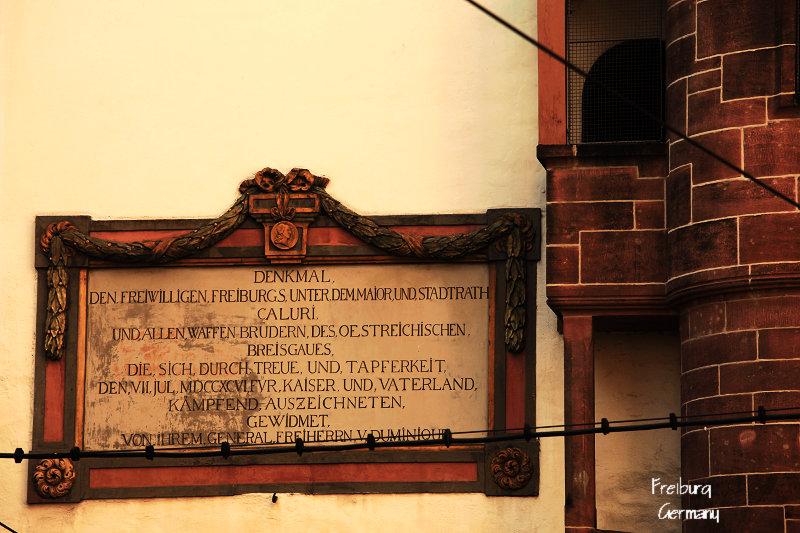 DENKMAL,
DEN, FREIWILLIGEN, FREIBURGS, UNTER, DEM, MAIOR, UND, STADTRATH
CALURI.
UND, ALLEN, WAFFEN-BRÜDERN, DES, OESTREICHISCHEN,
BREISGAUES,
DIE, SICH, DURCH, TREUE, UND, TAPFERKEIT,
DEN, VII, JUL, MDCCXCVI, FVR, KAISER, UND, VATERLAND,
KÄMPFEND, AUSZEICHNETEN,
GEWIDMET,
VON, IHREM, GENERAL, FREIHERRN, V. DUMINIQUE
Freiburg
Germany